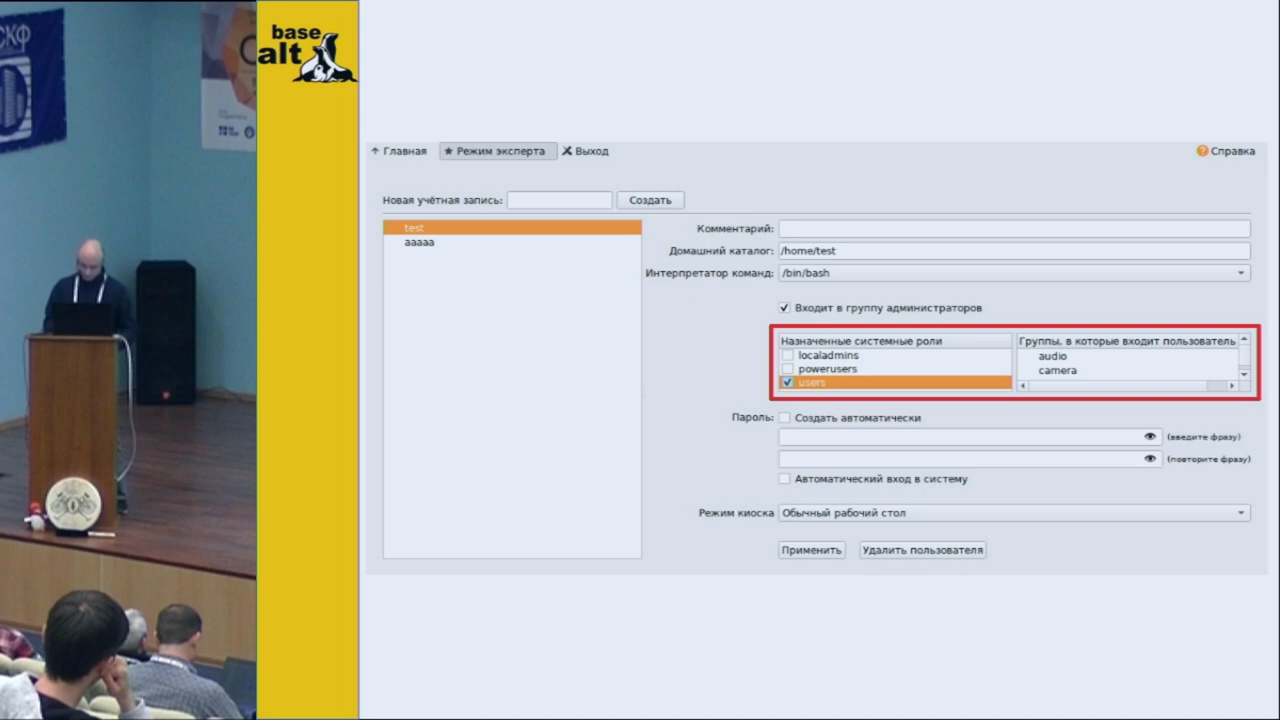 СКФ
base
alt
Главная
Режим эксперта
Выход
Справка
Новая учётная запись:
Создать
test
aaaaa
Комментарий:
Домашний каталог: /home/test
Интерпретатор команд: /bin/bash
Входит в группу администраторов
Назначенные системные роли
localadmins
powerusers
users
Группы, в которые входит пользователь
audio
camera
Пароль: Создать автоматически
(введите фразу)
(повторите фразу)
Автоматический вход в систему
Режим киоска Обычный рабочий стол
Применить
Удалить пользователя